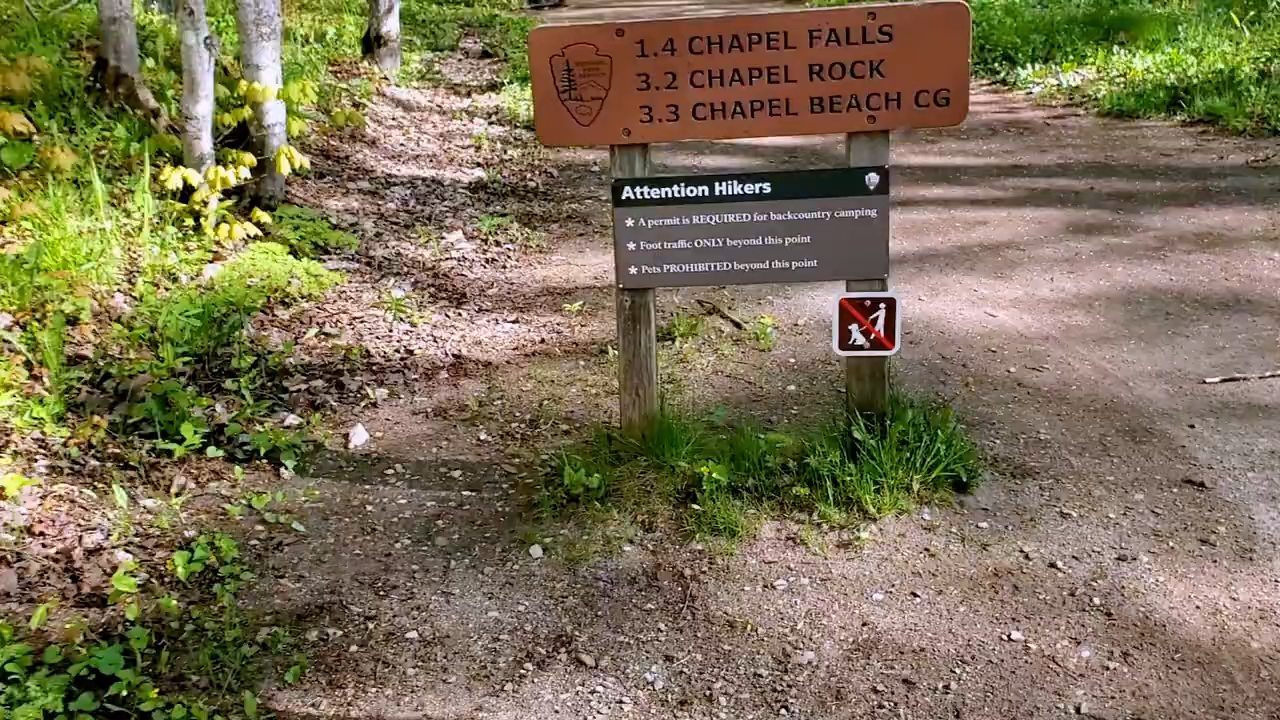 1.4 CHAPEL FALLS
3.2 CHAPEL ROCK
3.3 CHAPEL BEACH CG
Attention Hikers
* A permit is REQUIRED for backcountry camping
* Foot traffic ONLY beyond this point
* Pets PROHIBITED beyond this point